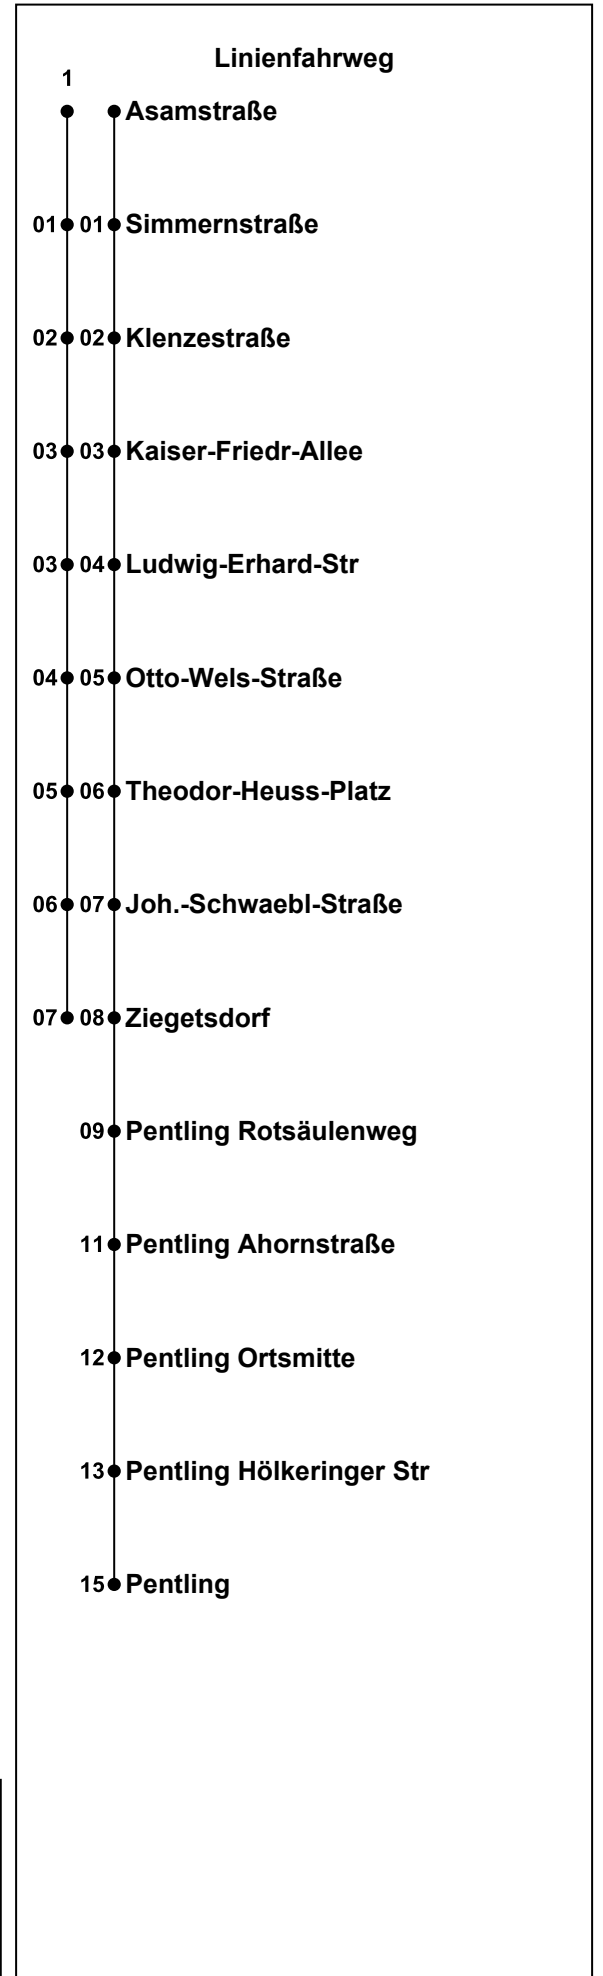 Linienfahrweg
1
Asamstraße
01 01 Simmernstraße
02 02 Klenzestraße
03 03 Kaiser-Friedr-Allee
03 04 Ludwig-Erhard-Str
04 05 Otto-Wels-Straße
05 06 Theodor-Heuss-Platz
06 07 Joh.-Schwaebl-Straße
07 08 Ziegetsdorf
09 Pentling Rotsäulenweg
11 Pentling Ahornstraße
12 Pentling Ortsmitte
13 Pentling Hölkeringer Str
15 Pentling